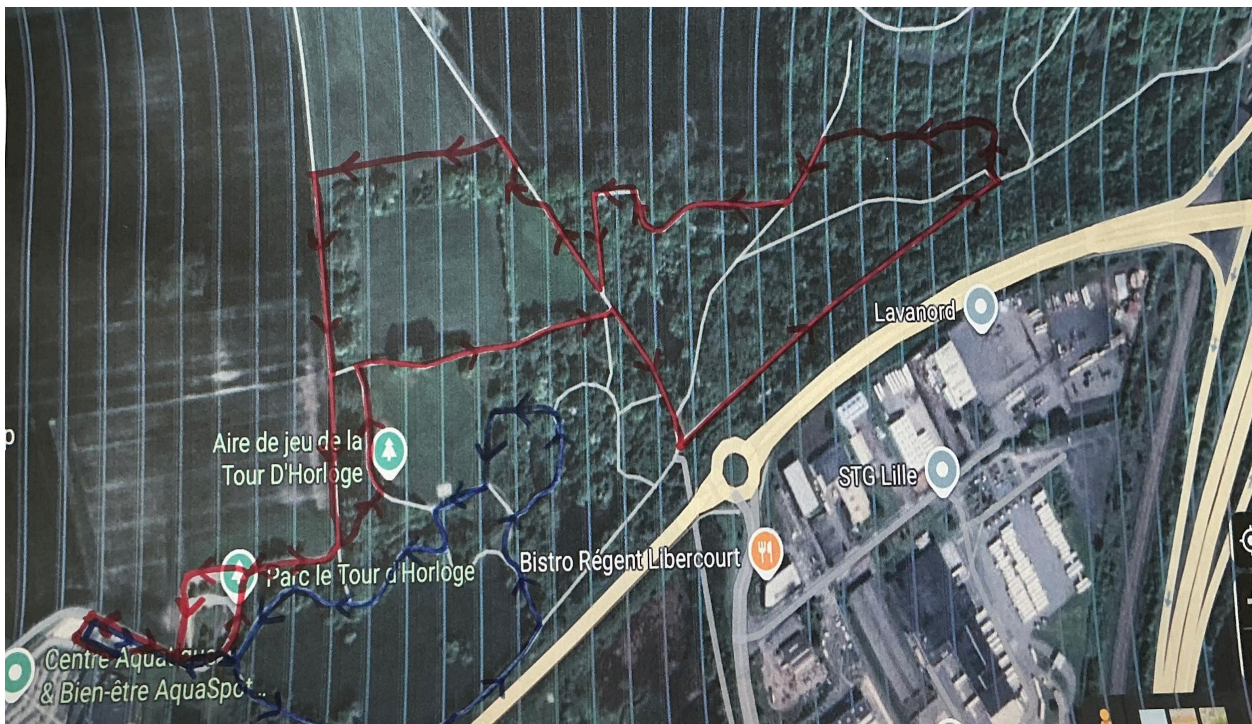 Lavanord
Aire de jeu de la
Tour D'Horloge
STG Lille
Bistro Régent Libercourt
Parc le Tour d'Horloge
Centre Aquatique
& Bien-être AquaSpot...